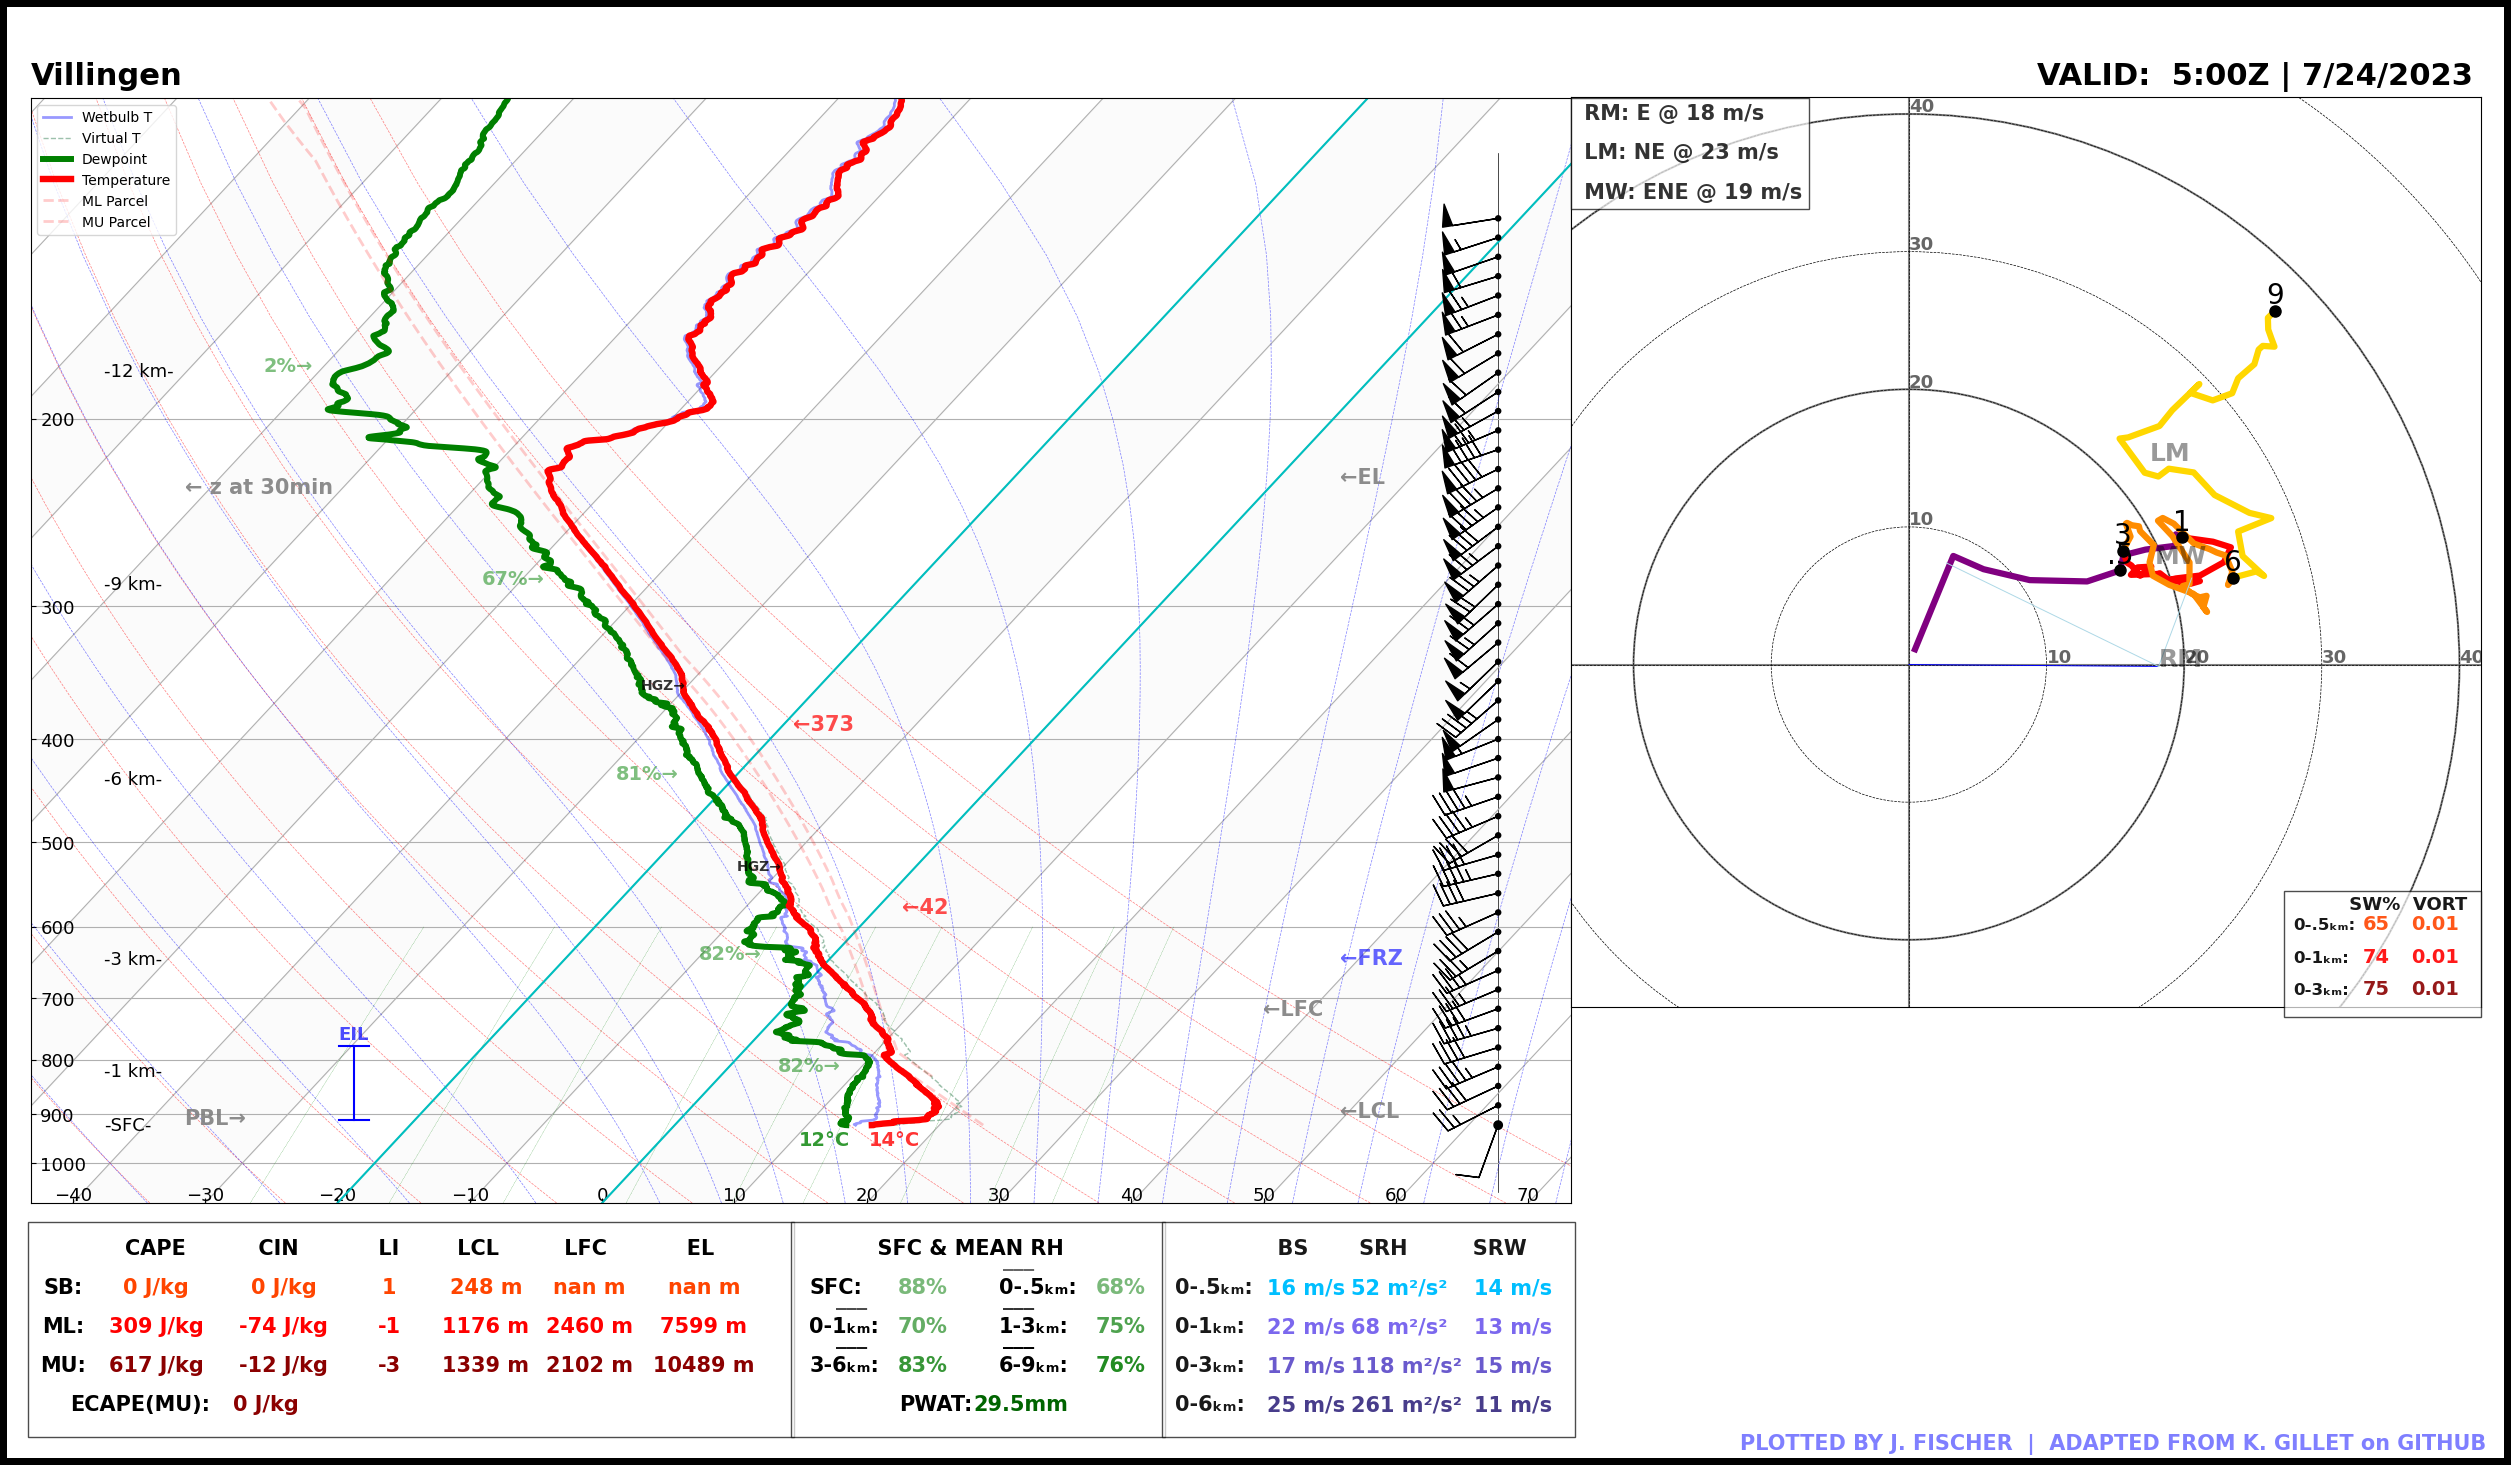 Villingen
VALID:  5:00Z | 7/24/2023
Wetbulb T
Virtual T
Dewpoint
Temperature
ML Parcel
MU Parcel
2%→
-12 km-
200
← z at 30min
←EL
67%→
-9 km-
300
HGZ→
←373
400
81%→
-6 km-
500
HGZ→
←42
600
82%→
-3 km-
←FRZ
700
←LFC
EIL
800
82%→
-1 km-
900
PBL→
←LCL
-SFC-
12°C 14°C
1000
−40 −30 −20 −10 0 10 20 30 40 50 60 70
RM: E @ 18 m/s
LM: NE @ 23 m/s
MW: ENE @ 19 m/s
40
30
9
20
LM
10
1
3
MW
6
10 RM 20 30 40
SW% VORT
0-.5km: 65 0.01
0-1km: 74 0.01
0-3km: 75 0.01
CAPE CIN LI LCL LFC EL
SB: 0 J/kg 0 J/kg 1 248 m nan m nan m
ML: 309 J/kg -74 J/kg -1 1176 m 2460 m 7599 m
MU: 617 J/kg -12 J/kg -3 1339 m 2102 m 10489 m
ECAPE(MU): 0 J/kg
SFC & MEAN RH
SFC: 88% 0-.5km: 68%
0-1km: 70% 1-3km: 75%
3-6km: 83% 6-9km: 76%
PWAT: 29.5mm
BS SRH SRW
0-.5km: 16 m/s 52 m²/s² 14 m/s
0-1km: 22 m/s 68 m²/s² 13 m/s
0-3km: 17 m/s 118 m²/s² 15 m/s
0-6km: 25 m/s 261 m²/s² 11 m/s
PLOTTED BY J. FISCHER | ADAPTED FROM K. GILLET on GITHUB